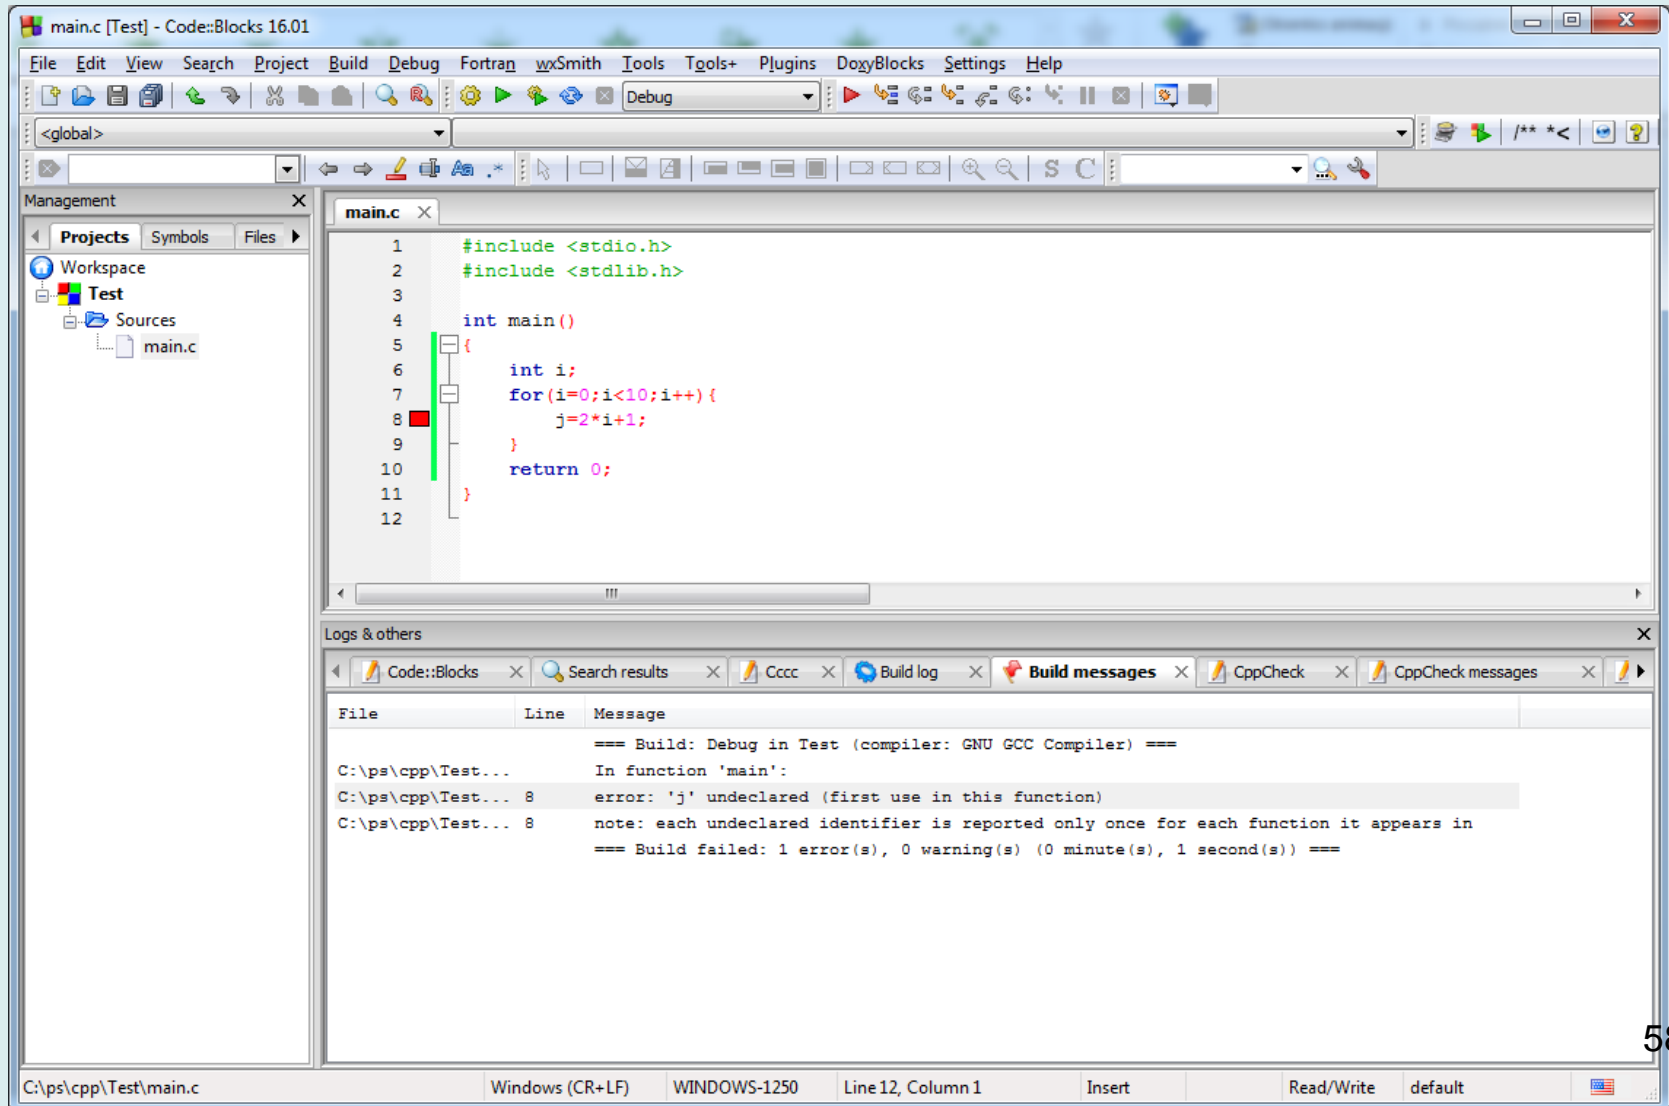 main.c [Test] - Code::Blocks 16.01
File Edit View Search Project Build Debug Fortran wxSmith Tools Tools+ Plugins DoxyBlocks Settings Help
Debug
<global>
/** *<
Aa .* S C
Management
Projects Symbols Files
Workspace
Test
Sources
main.c
main.c
1 #include <stdio.h>
2 #include <stdlib.h>
3
4 int main()
5 {
6 int i;
7 for(i=0;i<10;i++){
8 j=2*i+1;
9 }
10 return 0;
11 }
12
Logs & others
Code::Blocks Search results Cccc Build log Build messages CppCheck CppCheck messages
File Line Message
=== Build: Debug in Test (compiler: GNU GCC Compiler) ===
C:\ps\cpp\Test... In function 'main':
C:\ps\cpp\Test... 8 error: 'j' undeclared (first use in this function)
C:\ps\cpp\Test... 8 note: each undeclared identifier is reported only once for each function it appears in
=== Build failed: 1 error(s), 0 warning(s) (0 minute(s), 1 second(s)) ===
58
C:\ps\cpp\Test\main.c Windows (CR+LF) WINDOWS-1250 Line 12, Column 1 Insert Read/Write default